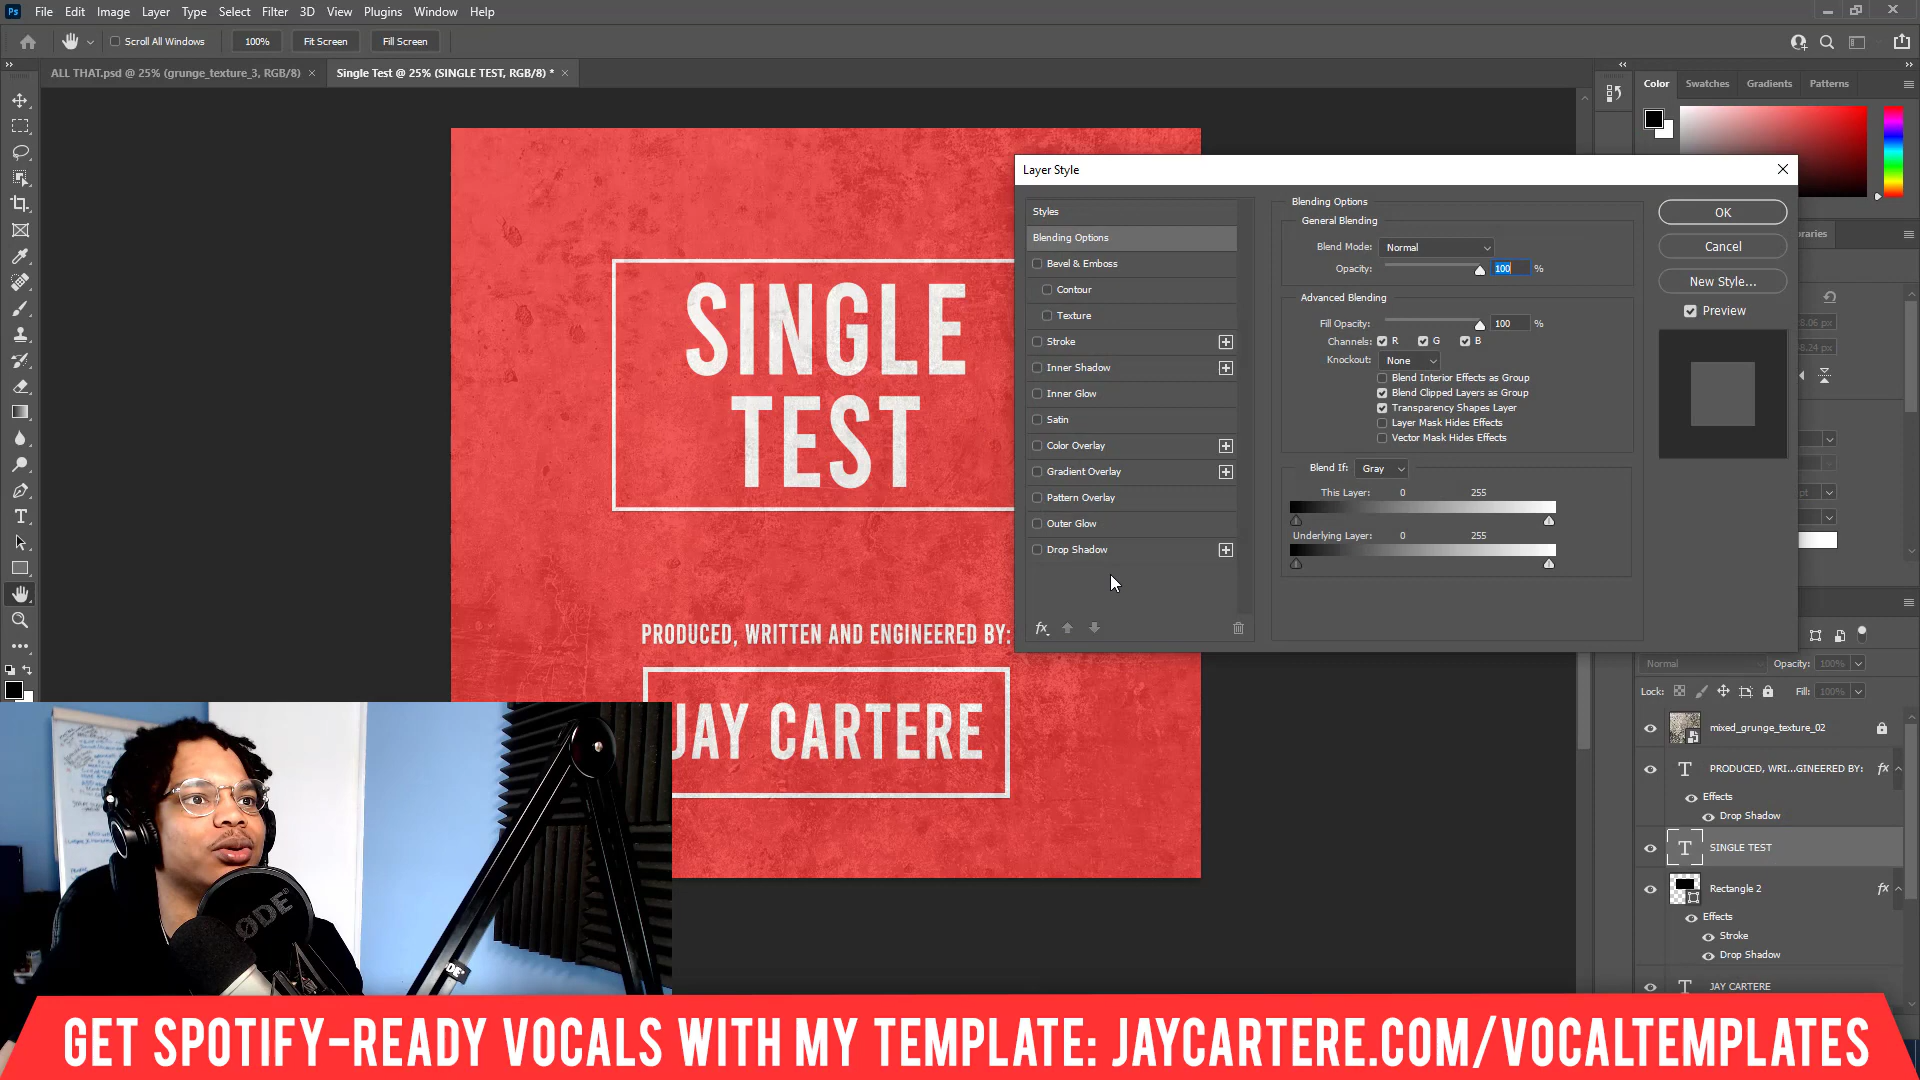 Ps File Edit Image Layer Type Select Filter 3D View Plugins Window Help
Scroll All Windows 100% Fit Screen Fill Screen
ALL THAT.psd @ 25% (grunge_texture_3, RGB/8) × Single Test @ 25% (SINGLE TEST, RGB/8) * ×
Color Swatches Gradients Patterns
SINGLE
TEST
PRODUCED, WRITTEN AND ENGINEERED BY:
JAY CARTERE
Layer Style
Styles
Blending Options
Bevel & Emboss
Contour
Texture
Stroke
Inner Shadow
Inner Glow
Satin
Color Overlay
Gradient Overlay
Pattern Overlay
Outer Glow
Drop Shadow
fx
Blending Options
General Blending
Blend Mode: Normal
Opacity: 100 %
Advanced Blending
Fill Opacity: 100 %
Channels: R G B
Knockout: None
Blend Interior Effects as Group
Blend Clipped Layers as Group
Transparency Shapes Layer
Layer Mask Hides Effects
Vector Mask Hides Effects
Blend If: Gray
This Layer: 0 255
Underlying Layer: 0 255
OK
Cancel
New Style...
Preview
Normal Opacity: 100%
Lock: Fill: 100%
mixed_grunge_texture_02
T PRODUCED, WRI...GINEERED BY: fx
Effects
Drop Shadow
T SINGLE TEST
Rectangle 2 fx
Effects
Stroke
Drop Shadow
T JAY CARTERE
GET SPOTIFY-READY VOCALS WITH MY TEMPLATE: JAYCARTERE.COM/VOCALTEMPLATES